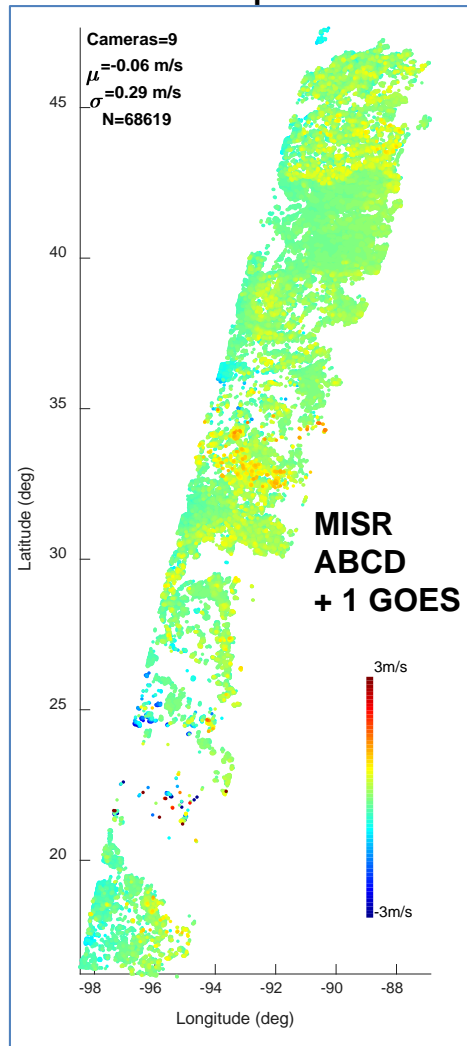 Cameras=9
μ=-0.06 m/s
σ=0.29 m/s
N=68619
45
40
35
30
25
20
Latitude (deg)
MISR
ABCD
+ 1 GOES
3m/s
-3m/s
-98 -96 -94 -92 -90 -88
Longitude (deg)